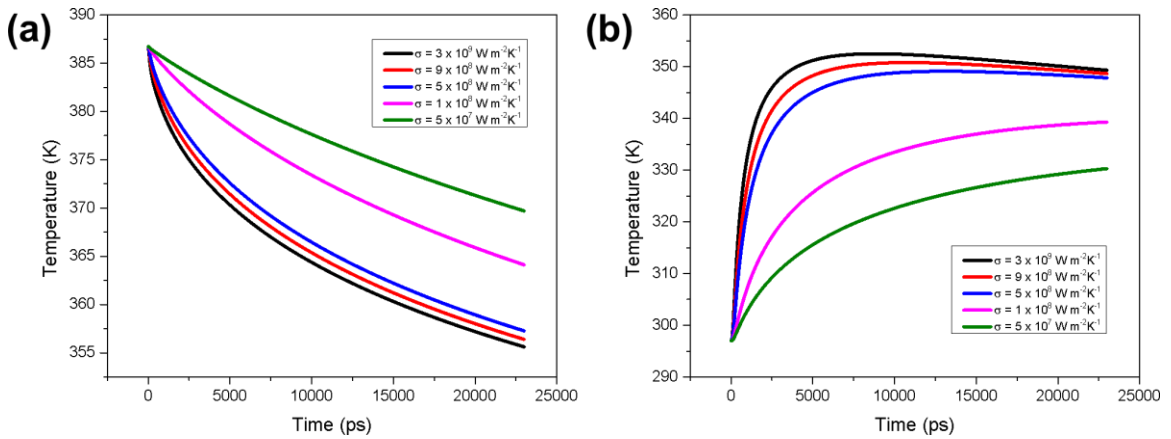 (a)
390
385
380
375
370
365
360
355
Temperature (K)
σ = 3 x 10⁹ W m⁻²K⁻¹
σ = 9 x 10⁸ W m⁻²K⁻¹
σ = 5 x 10⁸ W m⁻²K⁻¹
σ = 1 x 10⁸ W m⁻²K⁻¹
σ = 5 x 10⁷ W m⁻²K⁻¹
0 5000 10000 15000 20000 25000
Time (ps)
(b)
360
350
340
330
320
310
300
290
Temperature (K)
σ = 3 x 10⁹ W m⁻²K⁻¹
σ = 9 x 10⁸ W m⁻²K⁻¹
σ = 5 x 10⁸ W m⁻²K⁻¹
σ = 1 x 10⁸ W m⁻²K⁻¹
σ = 5 x 10⁷ W m⁻²K⁻¹
0 5000 10000 15000 20000 25000
Time (ps)